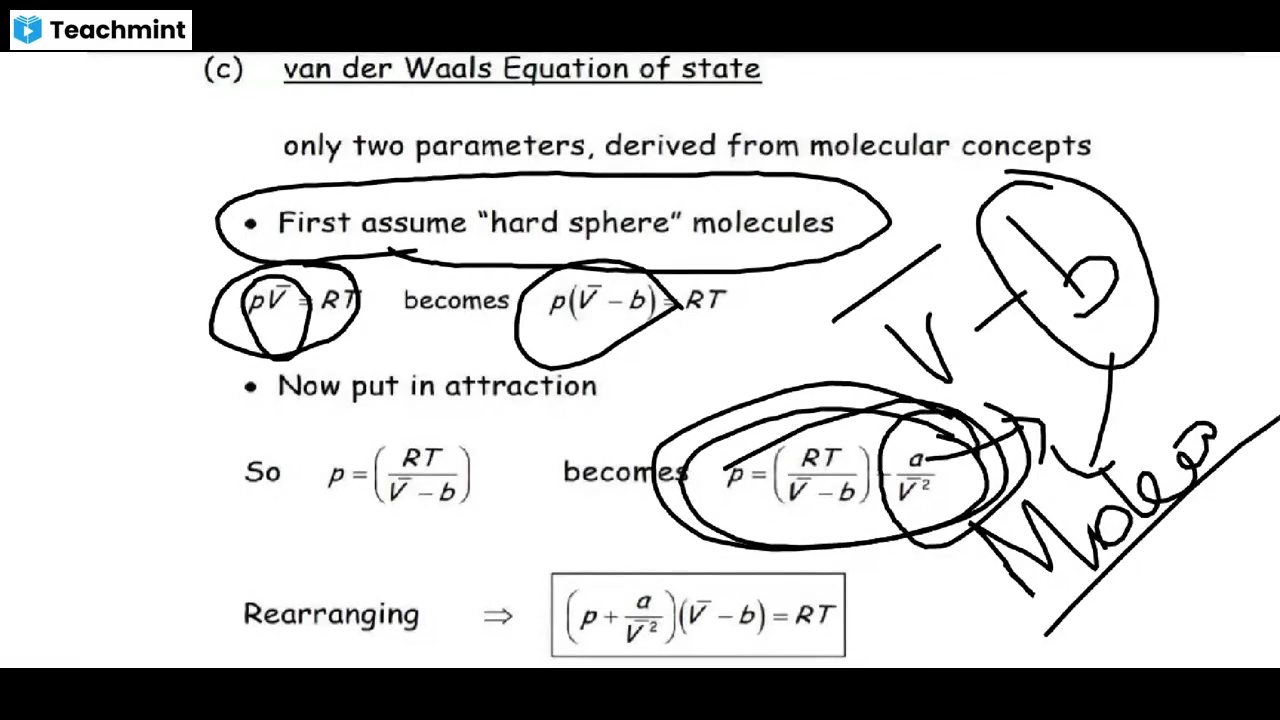 Teachmint
(c) van der Waals Equation of state
only two parameters, derived from molecular concepts
• First assume “hard sphere” molecules
pV̅ = RT becomes p(V̅ − b) = RT
V − b
• Now put in attraction
So p = (RT / V̅ − b) becomes p = (RT / V̅ − b) − a / V̅²
Rearranging ⇒ (p + a / V̅²)(V̅ − b) = RT